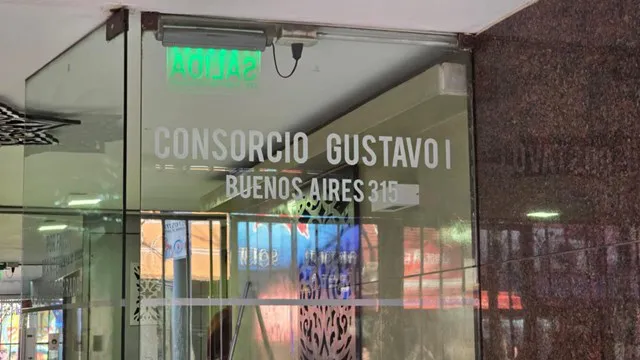 SALIDA
CONSORCIO GUSTAVO I
BUENOS AIRES 315